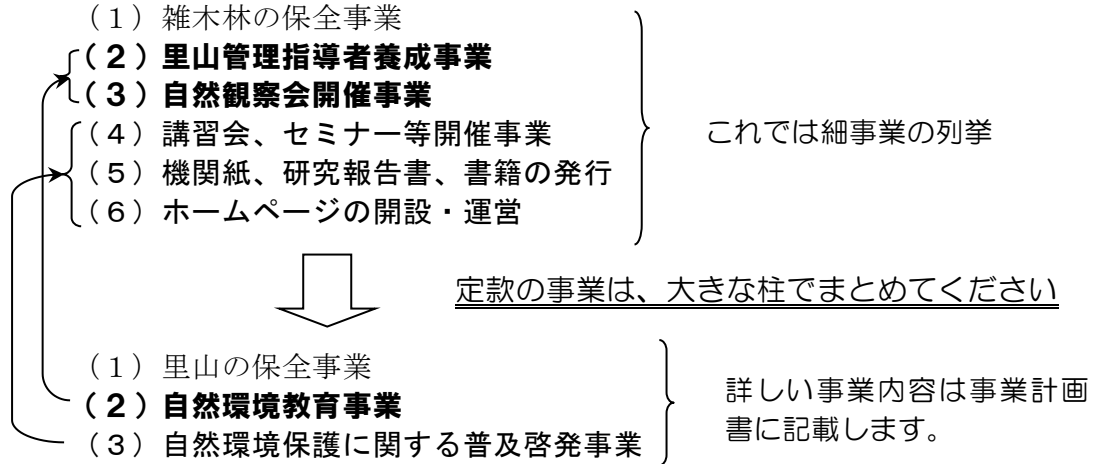 （１）雑木林の保全事業
（２）里山管理指導者養成事業
（３）自然観察会開催事業
（４）講習会、セミナー等開催事業
（５）機関紙、研究報告書、書籍の発行
（６）ホームページの開設・運営
これでは細事業の列挙
定款の事業は、大きな柱でまとめてください
（１）里山の保全事業
（２）自然環境教育事業
（３）自然環境保護に関する普及啓発事業
詳しい事業内容は事業計画
書に記載します。